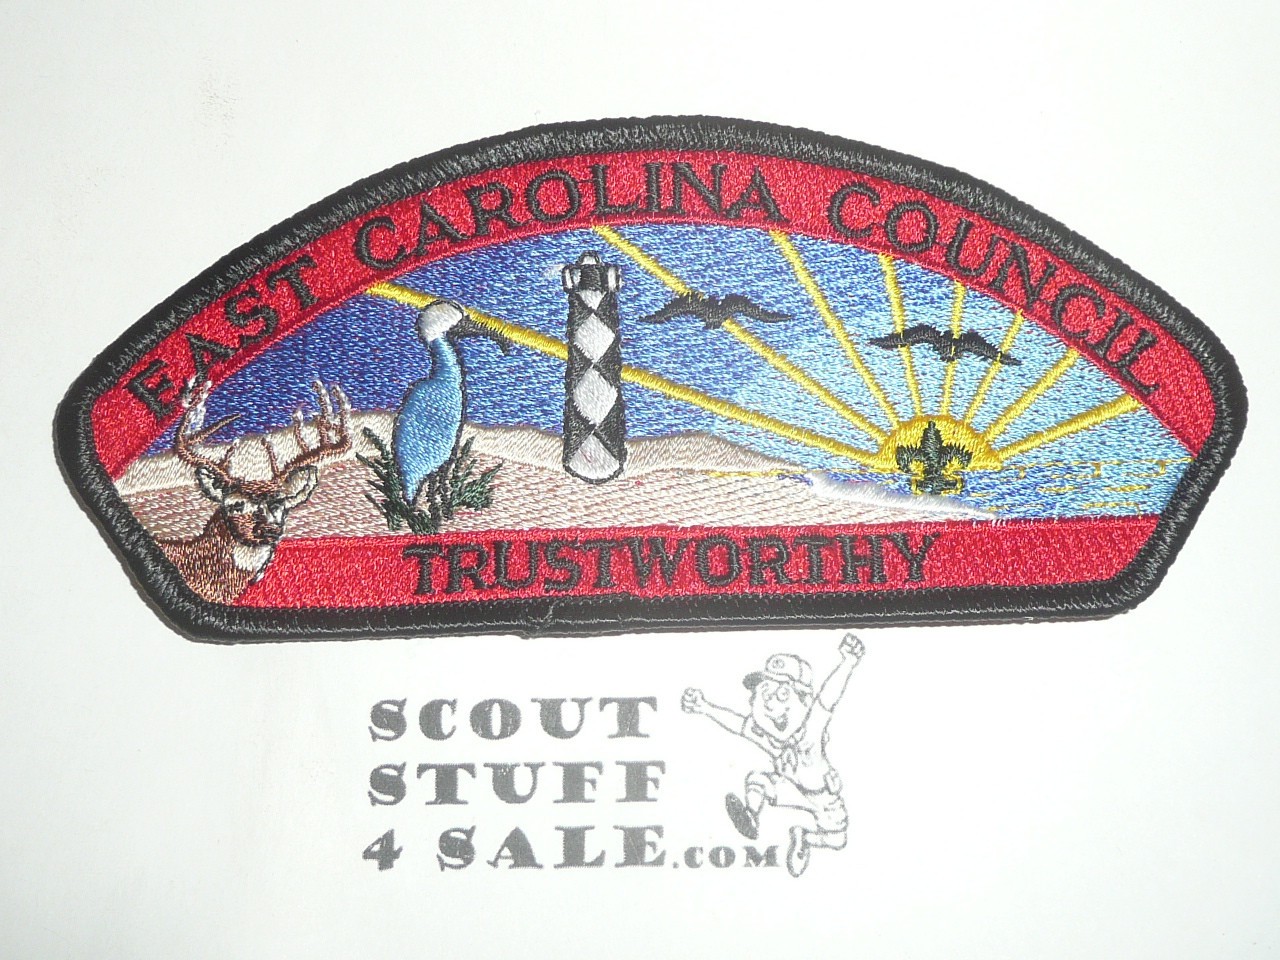 EAST CAROLINA COUNCIL
TRUSTWORTHY
SCOUT
STUFF
4 SALE.COM